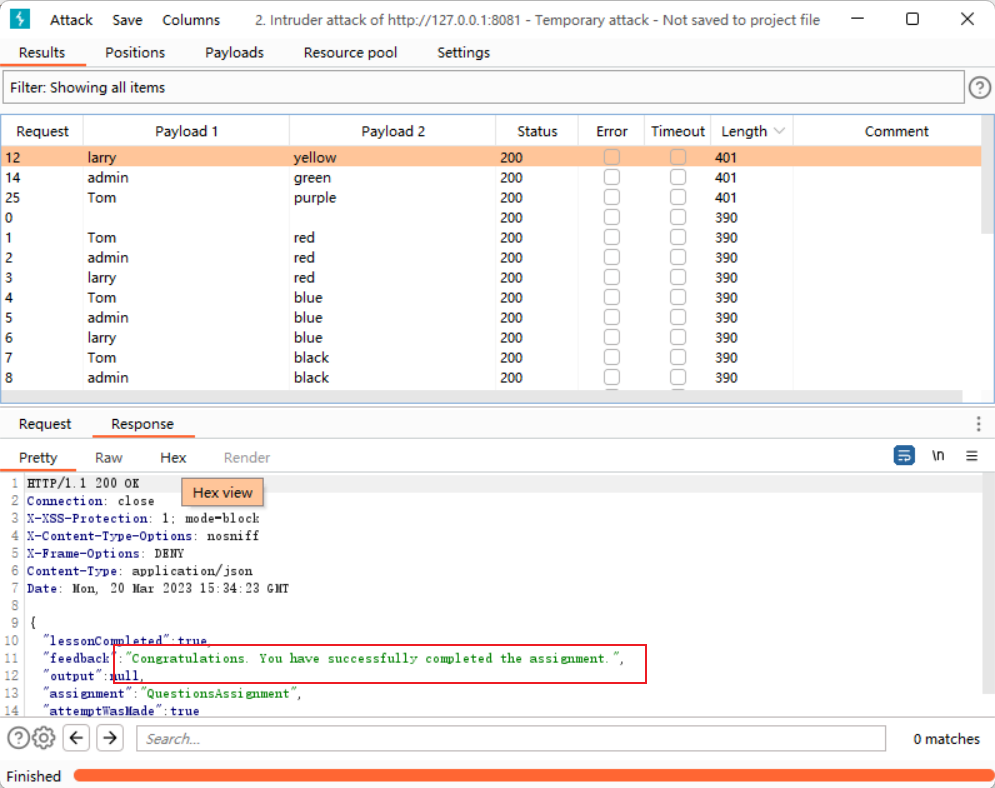 Attack Save Columns 2. Intruder attack of http://127.0.0.1:8081 - Temporary attack - Not saved to project file
Results Positions Payloads Resource pool Settings
Filter: Showing all items
Request Payload 1 Payload 2 Status Error Timeout Length Comment
12 larry yellow 200 401
14 admin green 200 401
25 Tom purple 200 401
0 200 390
1 Tom red 200 390
2 admin red 200 390
3 larry red 200 390
4 Tom blue 200 390
5 admin blue 200 390
6 larry blue 200 390
7 Tom black 200 390
8 admin black 200 390
Request Response
Pretty Raw Hex Render \n
Hex view
1 HTTP/1.1 200 OK
2 Connection: close
3 X-XSS-Protection: 1; mode=block
4 X-Content-Type-Options: nosniff
5 X-Frame-Options: DENY
6 Content-Type: application/json
7 Date: Mon, 20 Mar 2023 15:34:23 GMT
8
9 {
10 "lessonCompleted":true,
11 "feedback":"Congratulations. You have successfully completed the assignment.",
12 "output":null,
13 "assignment":"QuestionsAssignment",
14 "attemptWasMade":true
Search... 0 matches
Finished